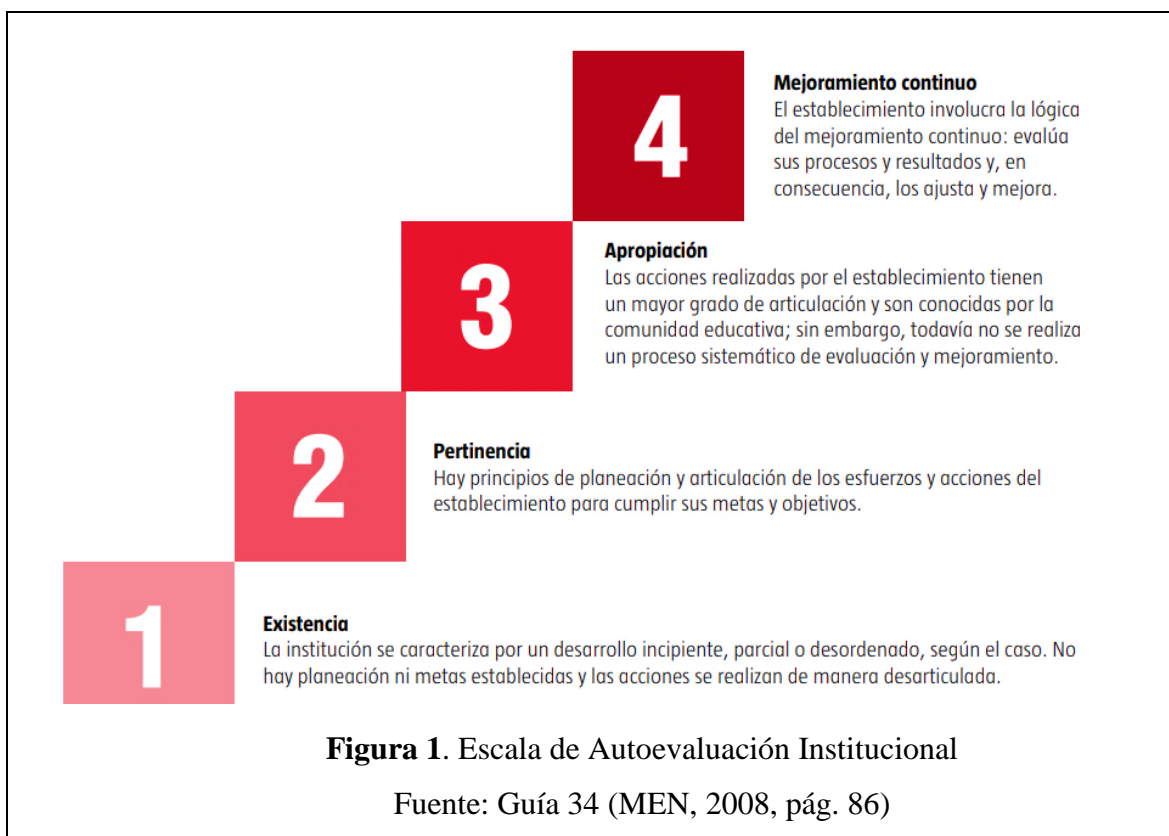 4
Mejoramiento continuo
El establecimiento involucra la lógica
del mejoramiento continuo: evalúa
sus procesos y resultados y, en
consecuencia, los ajusta y mejora.
3
Apropiación
Las acciones realizadas por el establecimiento tienen
un mayor grado de articulación y son conocidas por la
comunidad educativa; sin embargo, todavía no se realiza
un proceso sistemático de evaluación y mejoramiento.
2
Pertinencia
Hay principios de planeación y articulación de los esfuerzos y acciones del
establecimiento para cumplir sus metas y objetivos.
1
Existencia
La institución se caracteriza por un desarrollo incipiente, parcial o desordenado, según el caso. No
hay planeación ni metas establecidas y las acciones se realizan de manera desarticulada.
Figura 1. Escala de Autoevaluación Institucional
Fuente: Guía 34 (MEN, 2008, pág. 86)